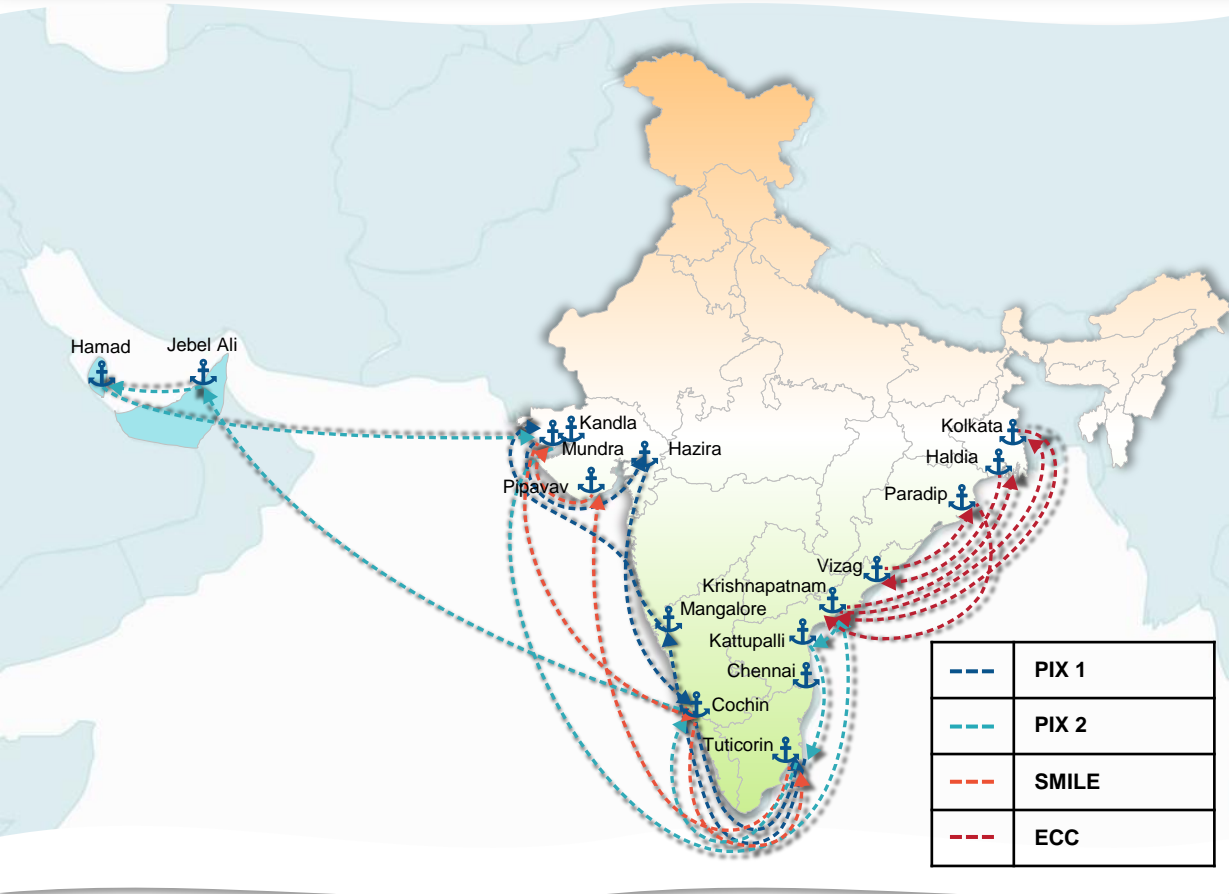 Hamad
Jebel Ali
Kandla
Mundra
Hazira
Pipavav
Kolkata
Haldia
Paradip
Vizag
Krishnapatnam
Mangalore
Kattupalli
Chennai
Cochin
Tuticorin
PIX 1
PIX 2
SMILE
ECC